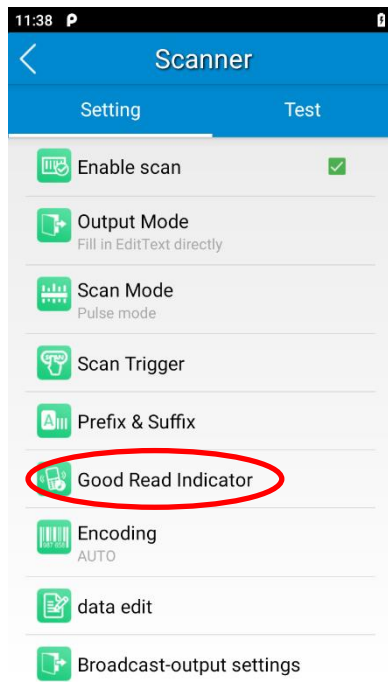 11:38
Scanner
Setting Test
Enable scan
Output Mode
Fill in EditText directly
Scan Mode
Pulse mode
Scan Trigger
Prefix & Suffix
Good Read Indicator
Encoding
AUTO
data edit
Broadcast-output settings